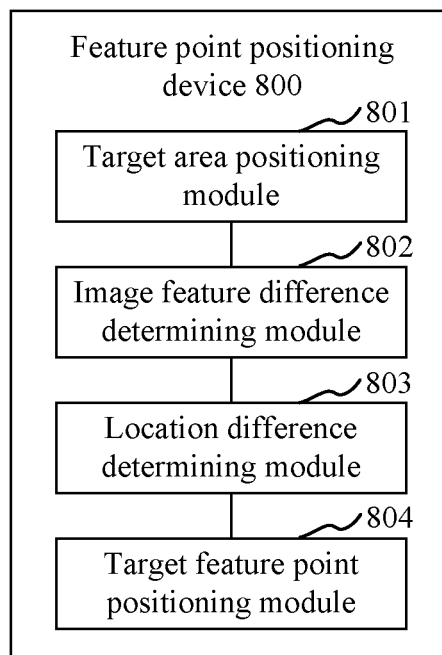 Feature point positioning
device 800
801
Target area positioning
module
802
Image feature difference
determining module
803
Location difference
determining module
804
Target feature point
positioning module